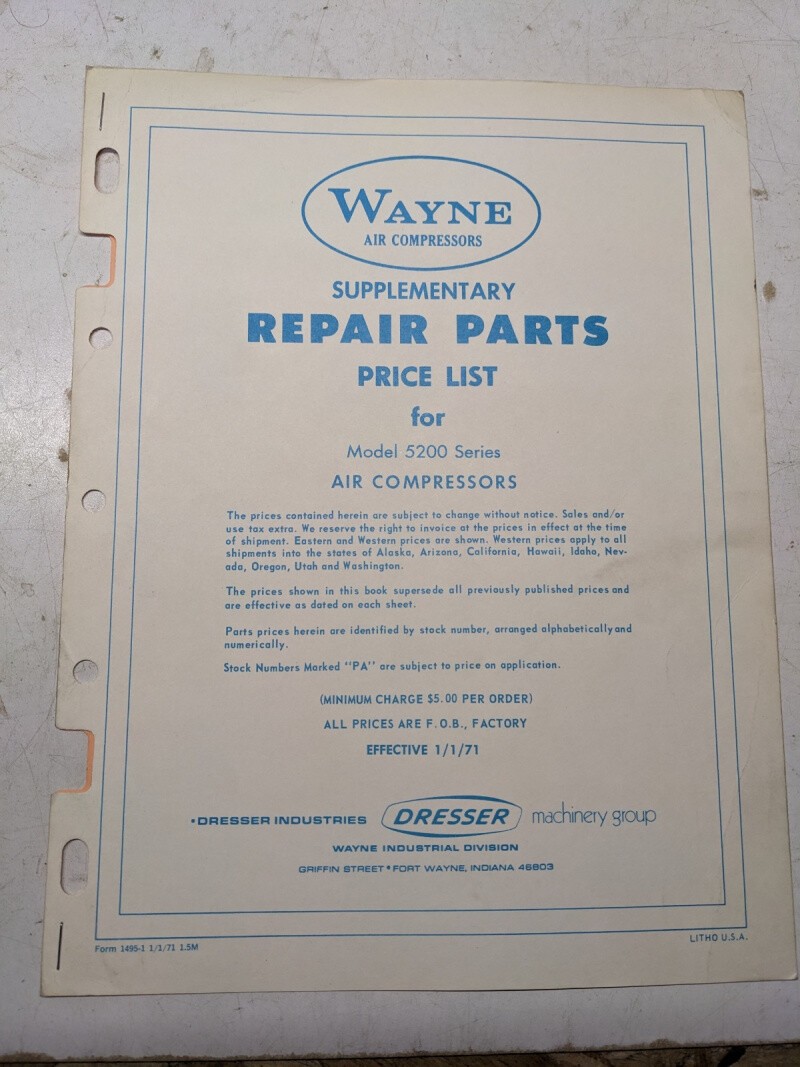 WAYNE
AIR COMPRESSORS
SUPPLEMENTARY
REPAIR PARTS
PRICE LIST
for
Model 5200 Series
AIR COMPRESSORS
The prices contained herein are subject to change without notice. Sales and/or
use tax extra. We reserve the right to invoice at the prices in effect at the time
of shipment. Eastern and Western prices are shown. Western prices apply to all
shipments into the states of Alaska, Arizona, California, Hawaii, Idaho, Nev-
ada, Oregon, Utah and Washington.
The prices shown in this book supersede all previously published prices and
are effective as dated on each sheet.
Parts prices herein are identified by stock number, arranged alphabetically and
numerically.
Stock Numbers Marked "PA" are subject to price on application.
(MINIMUM CHARGE $5.00 PER ORDER)
ALL PRICES ARE F.O.B., FACTORY
EFFECTIVE 1/1/71
•DRESSER INDUSTRIES DRESSER machinery group
WAYNE INDUSTRIAL DIVISION
GRIFFIN STREET • FORT WAYNE, INDIANA 46803
Form 1495-1 1/1/71 1.5M
LITHO U.S.A.